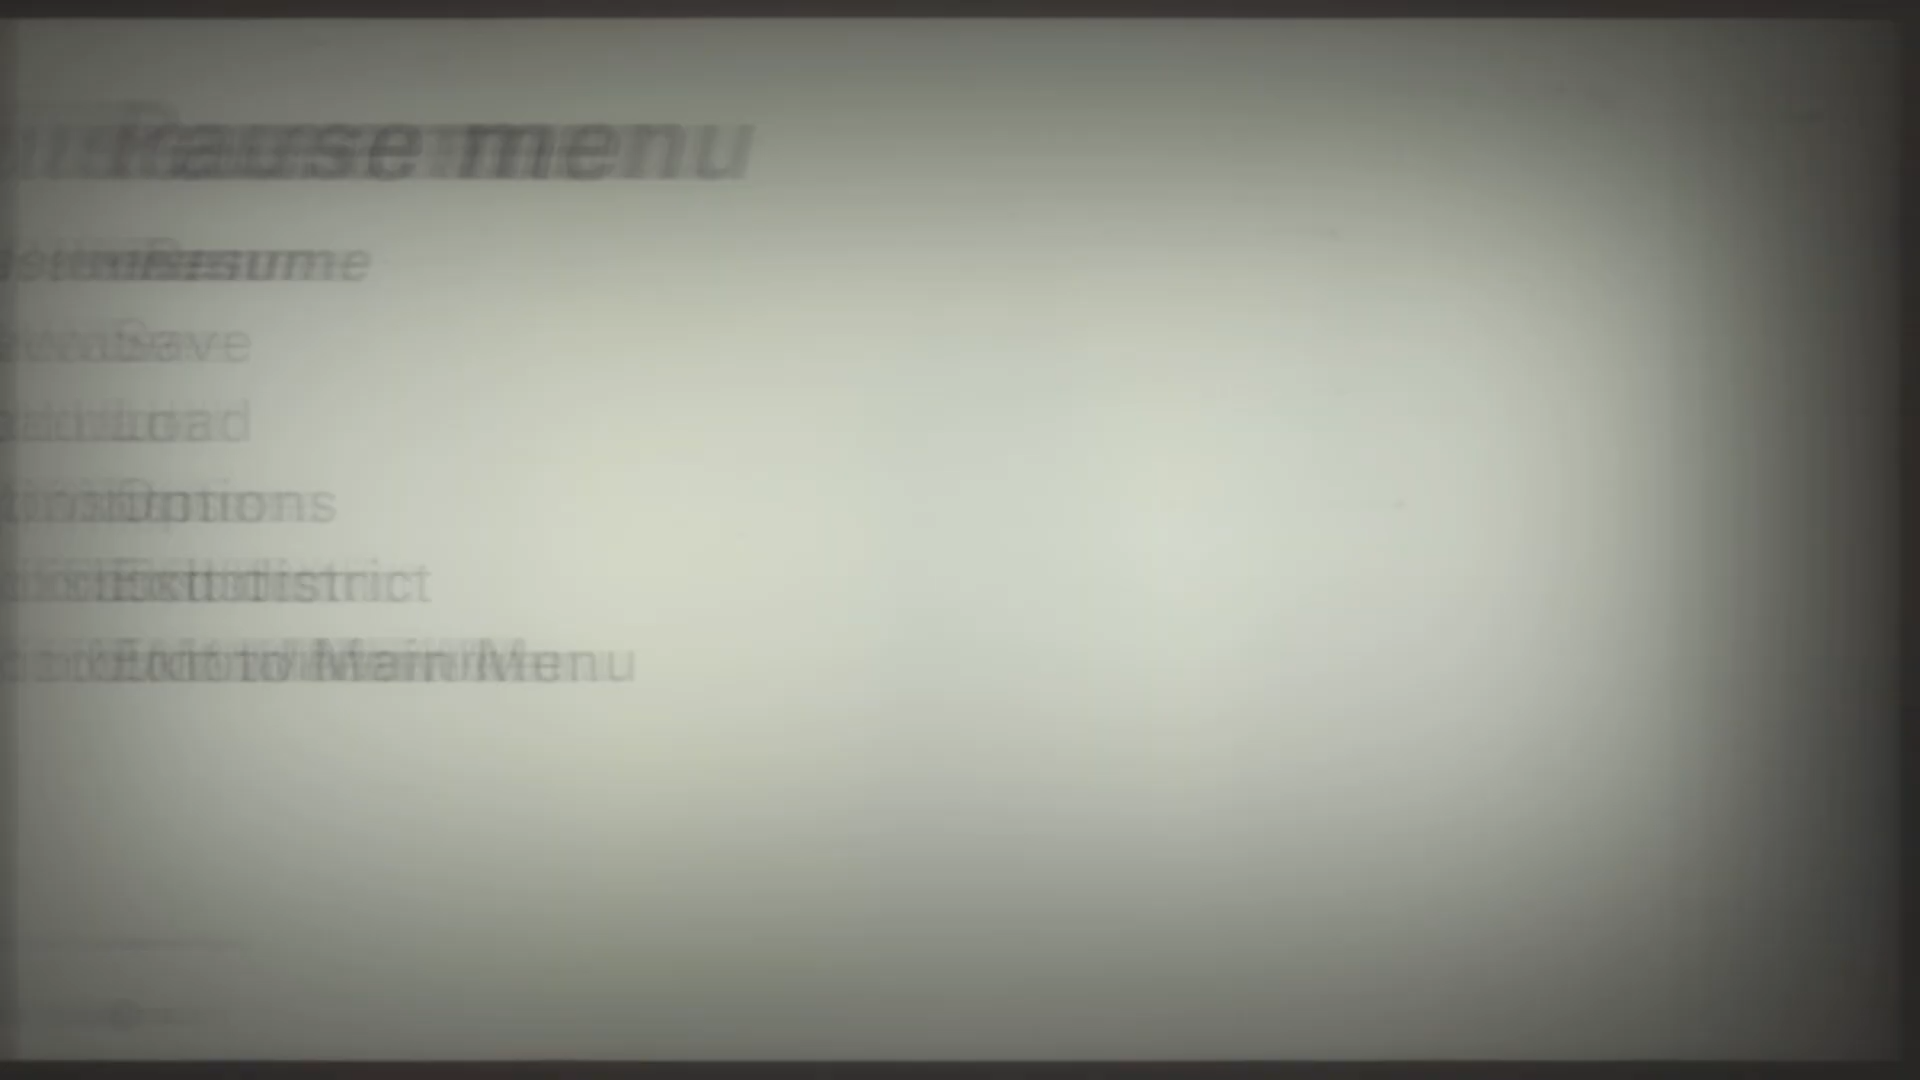 Pause menu
Resume
Save
Load
Options
Exit district
Exit to Main Menu